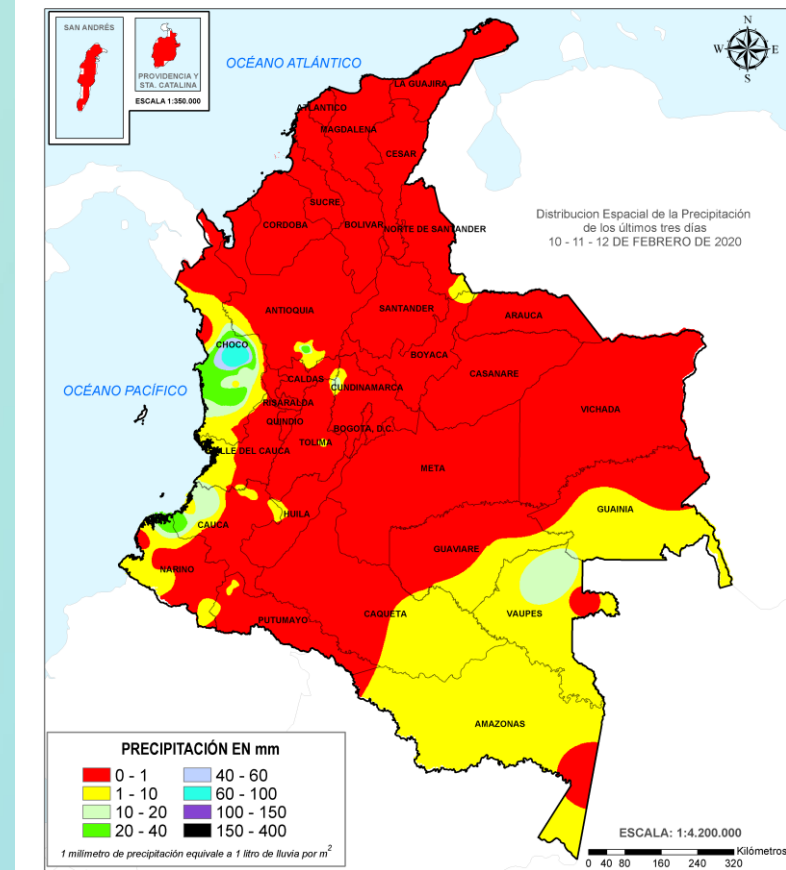 SAN ANDRÉS
PROVIDENCIA Y
STA. CATALINA
ESCALA 1:350.000
OCÉANO ATLÁNTICO
N
W
E
S
LA GUAJIRA
ATLANTICO
MAGDALENA
CESAR
SUCRE
CORDOBA
BOLIVAR
NORTE DE SANTANDER
Distribucion Espacial de la Precipitación
de los últimos tres días
10 - 11 - 12 DE FEBRERO DE 2020
ANTIOQUIA
SANTANDER
ARAUCA
CHOCO
BOYACA
CASANARE
CALDAS
CUNDINAMARCA
OCÉANO PACÍFICO
RISARALDA
VICHADA
QUINDIO
BOGOTA, D.C.
TOLIMA
VALLE DEL CAUCA
META
GUAINIA
CAUCA
HUILA
GUAVIARE
NARIÑO
CAQUETA
VAUPES
PUTUMAYO
AMAZONAS
PRECIPITACIÓN EN mm
0 - 1
40 - 60
1 - 10
60 - 100
10 - 20
100 - 150
20 - 40
150 - 400
1 milímetro de precipitación equivale a 1 litro de lluvia por m²
ESCALA: 1:4.200.000
Kilómetros
0 40 80 160 240 320